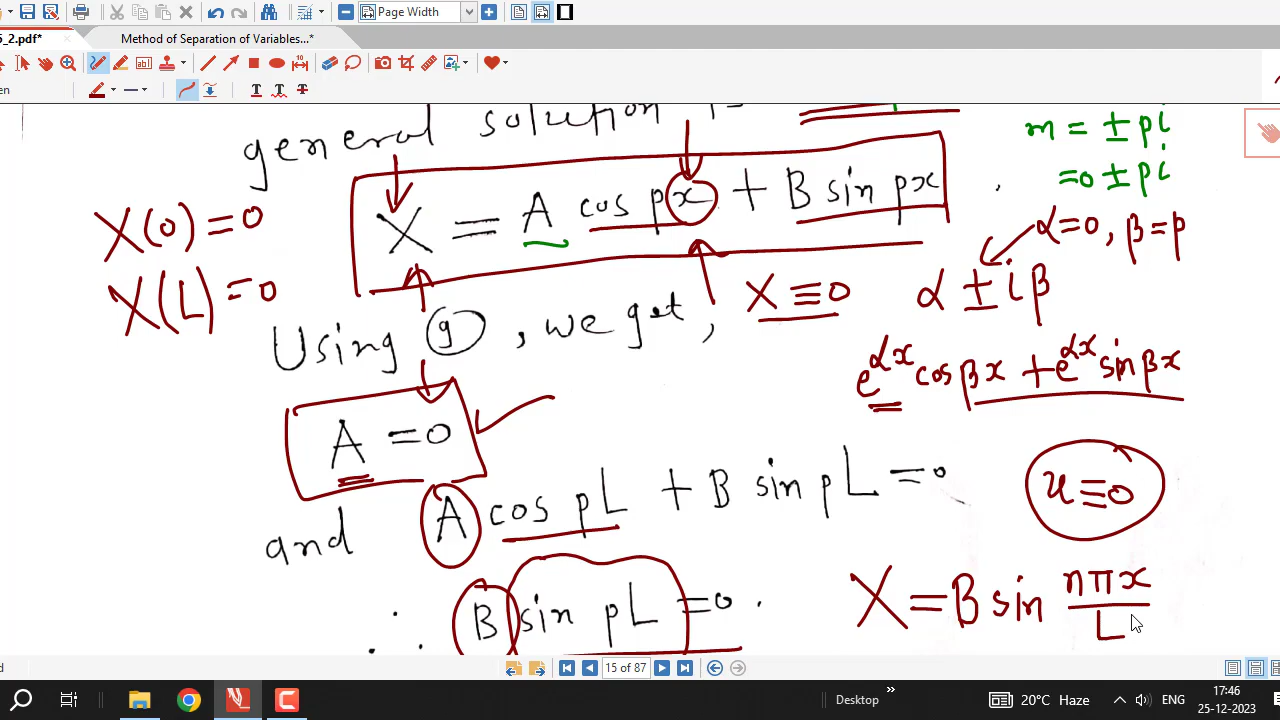 5_2.pdf*
Method of Separation of Variables...*
Page Width
en
general solution
m = ± pi
= 0 ± pi
X(0) = 0
X = A cos px + B sin px
α = 0, β = p
X(L) = 0
X ≡ 0
α ± iβ
Using (9), we get,
e^{αx} cos βx + e^{αx} sin βx
A = 0
and A cos pL + B sin pL = 0
u ≡ 0
∴ B sin pL = 0.
X = B sin nπx/L
15 of 87
Desktop
»
20°C Haze
ENG
17:46
25-12-2023